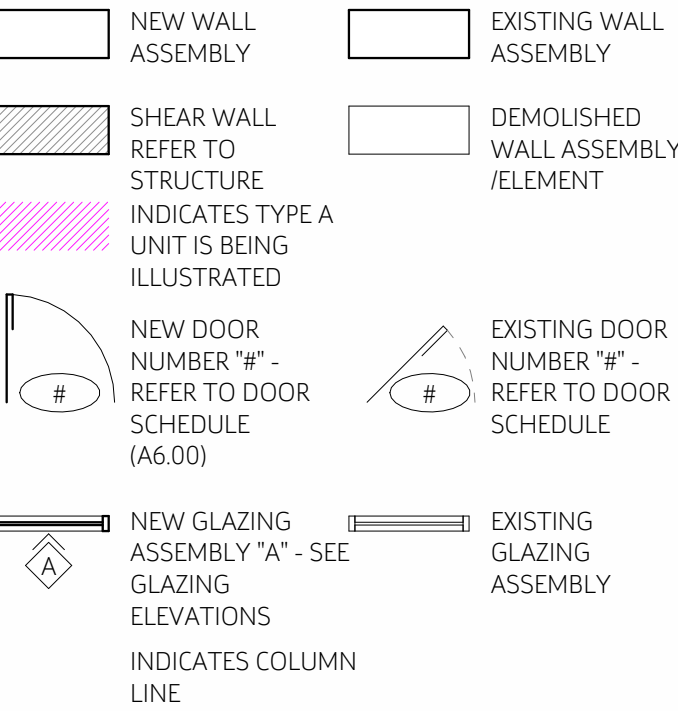 NEW WALL
ASSEMBLY
EXISTING WALL
ASSEMBLY
SHEAR WALL
REFER TO
STRUCTURE
DEMOLISHED
WALL ASSEMBLY
/ELEMENT
INDICATES TYPE A
UNIT IS BEING
ILLUSTRATED
#
NEW DOOR
NUMBER "#" -
REFER TO DOOR
SCHEDULE
(A6.00)
#
EXISTING DOOR
NUMBER "#" -
REFER TO DOOR
SCHEDULE
A
NEW GLAZING
ASSEMBLY "A" - SEE
GLAZING
ELEVATIONS
EXISTING
GLAZING
ASSEMBLY
INDICATES COLUMN
LINE